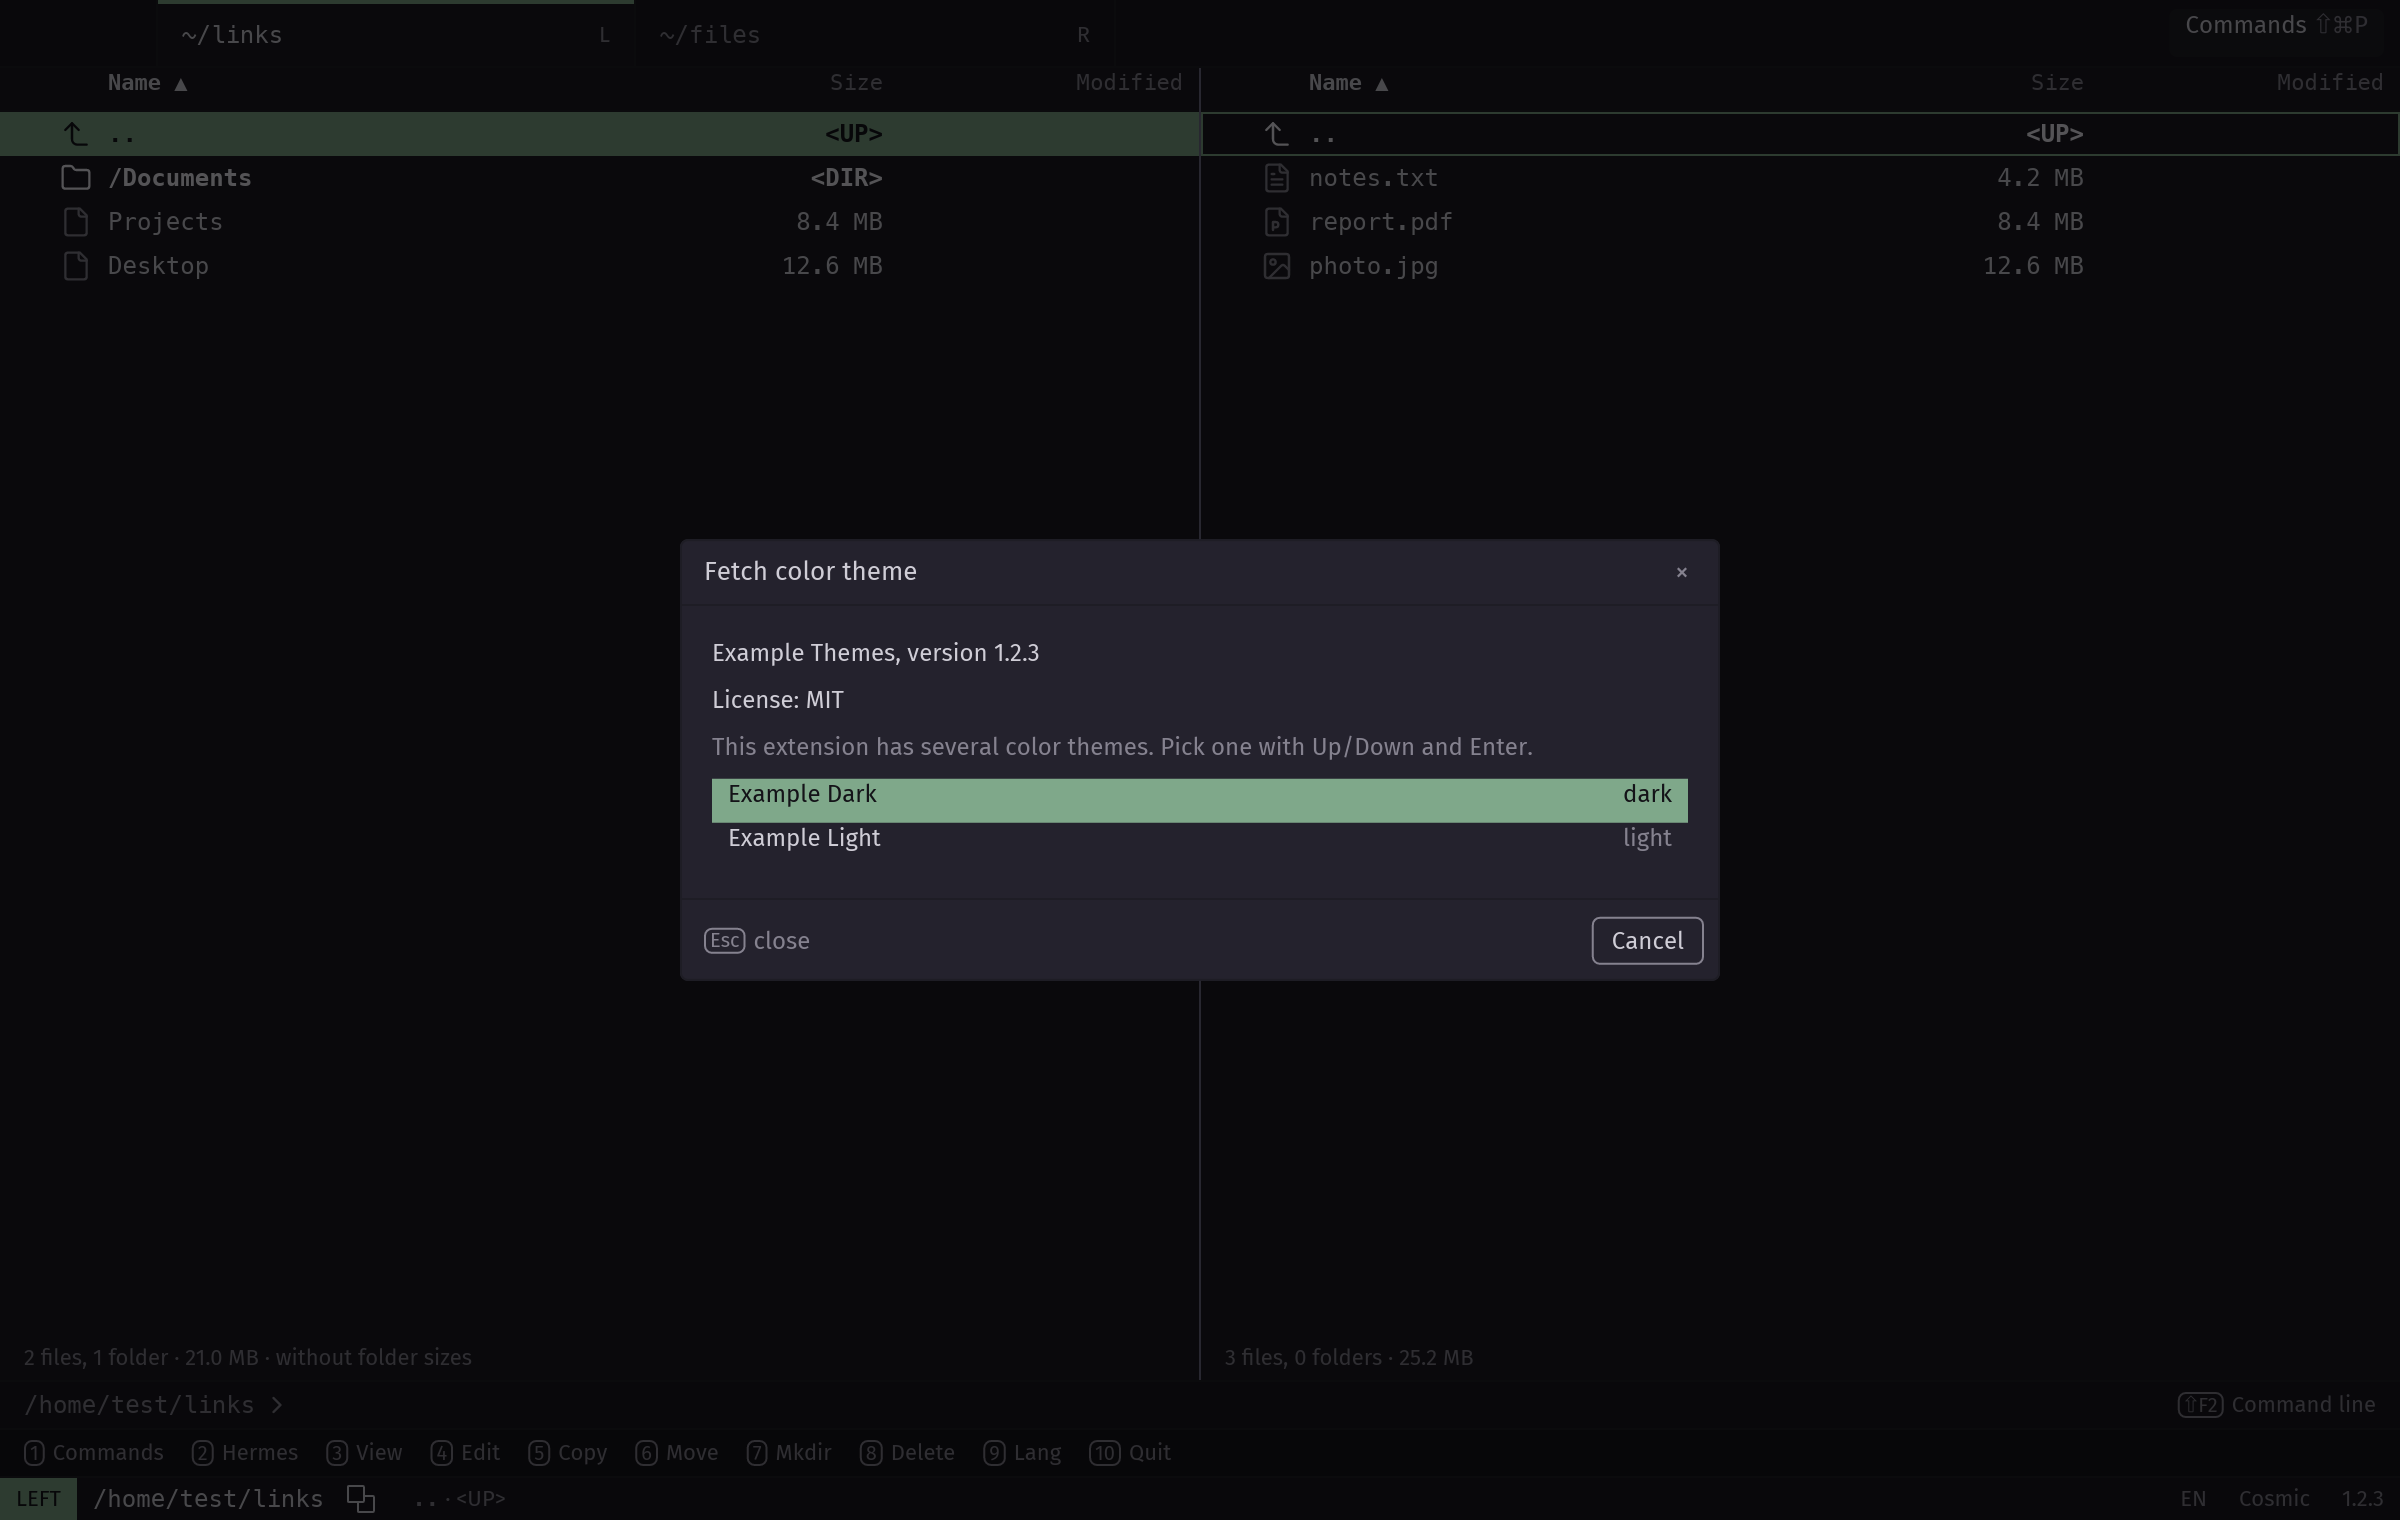 ~/links L ~/files R Commands ⇧⌘P
Name ▲ Size Modified Name ▲ Size Modified
.. <UP> .. <UP>
/Documents <DIR> notes.txt 4.2 MB
Projects 8.4 MB report.pdf 8.4 MB
Desktop 12.6 MB photo.jpg 12.6 MB
Fetch color theme ×
Example Themes, version 1.2.3
License: MIT
This extension has several color themes. Pick one with Up/Down and Enter.
Example Dark dark
Example Light light
Esc close Cancel
2 files, 1 folder · 21.0 MB · without folder sizes 3 files, 0 folders · 25.2 MB
/home/test/links > ⇧F2 Command line
1 Commands 2 Hermes 3 View 4 Edit 5 Copy 6 Move 7 Mkdir 8 Delete 9 Lang 10 Quit
LEFT /home/test/links .. · <UP> EN Cosmic 1.2.3